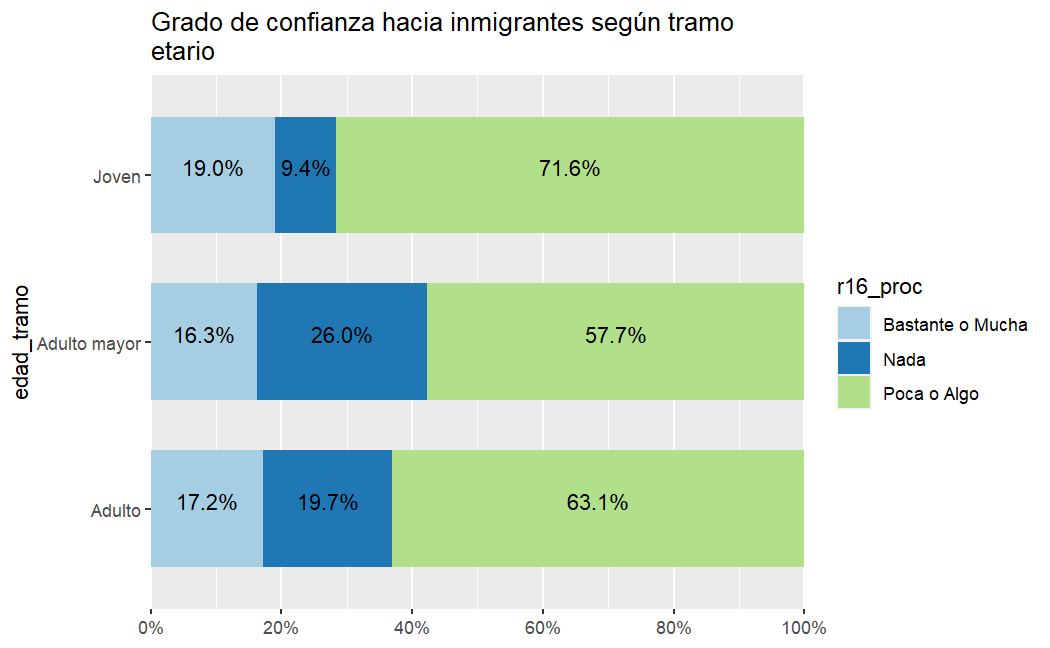 Grado de confianza hacia inmigrantes según tramo
etario
Joven
19.0%
9.4%
71.6%
edad_tramo
Adulto mayor
16.3%
26.0%
57.7%
Adulto
17.2%
19.7%
63.1%
0%
20%
40%
60%
80%
100%
r16_proc
Bastante o Mucha
Nada
Poca o Algo